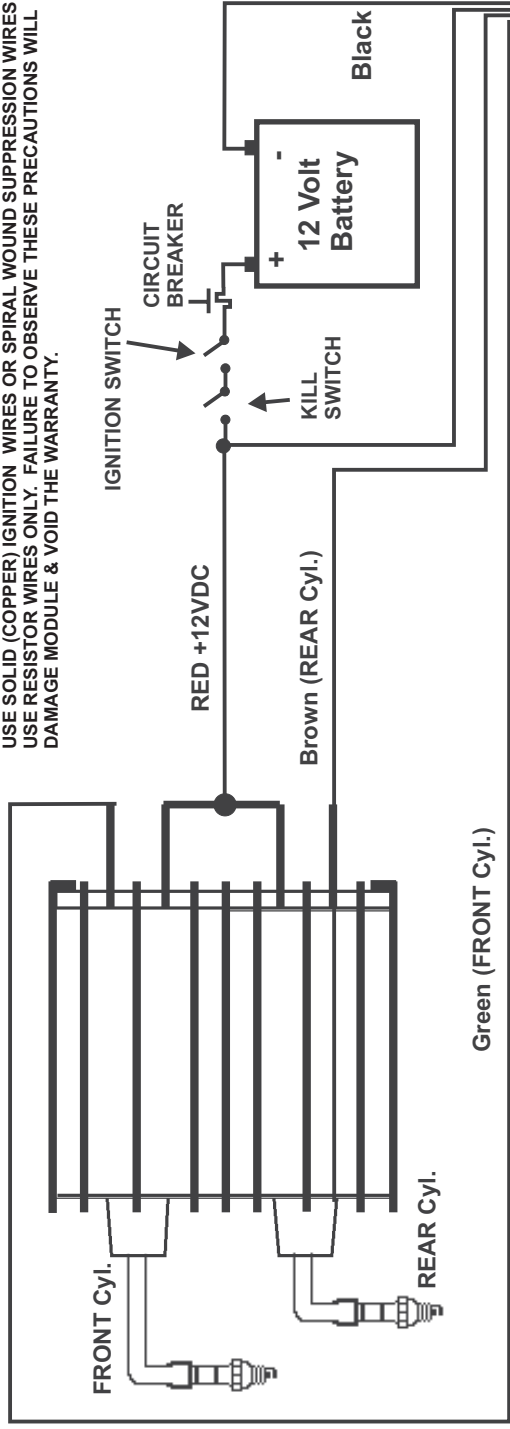 USE SOLID (COPPER) IGNITION WIRES OR SPIRAL WOUND SUPPRESSION WIRES
USE RESISTOR WIRES ONLY. FAILURE TO OBSERVE THESE PRECAUTIONS WILL
DAMAGE MODULE & VOID THE WARRANTY.
IGNITION SWITCH
CIRCUIT
BREAKER
KILL
SWITCH
+
-
12 Volt
Battery
Black
RED +12VDC
Brown (REAR Cyl.)
Green (FRONT Cyl.)
FRONT Cyl.
REAR Cyl.